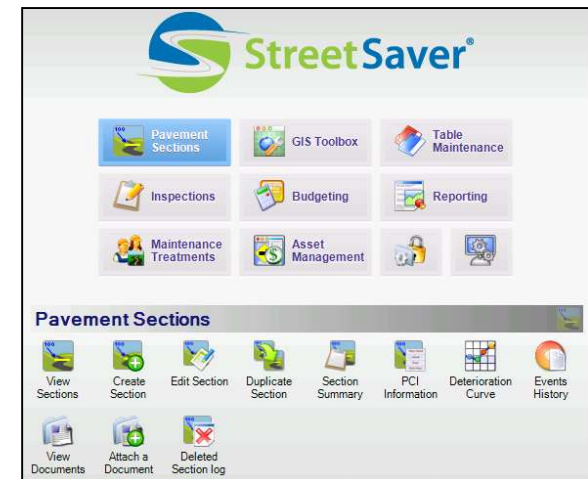 StreetSaver®
Pavement
Sections
GIS Toolbox
Table
Maintenance
Inspections
Budgeting
Reporting
Maintenance
Treatments
Asset
Management
Pavement Sections
View
Sections
Create
Section
Edit Section
Duplicate
Section
Section
Summary
PCI
Information
Deterioration
Curve
Events
History
View
Documents
Attach a
Document
Deleted
Section log